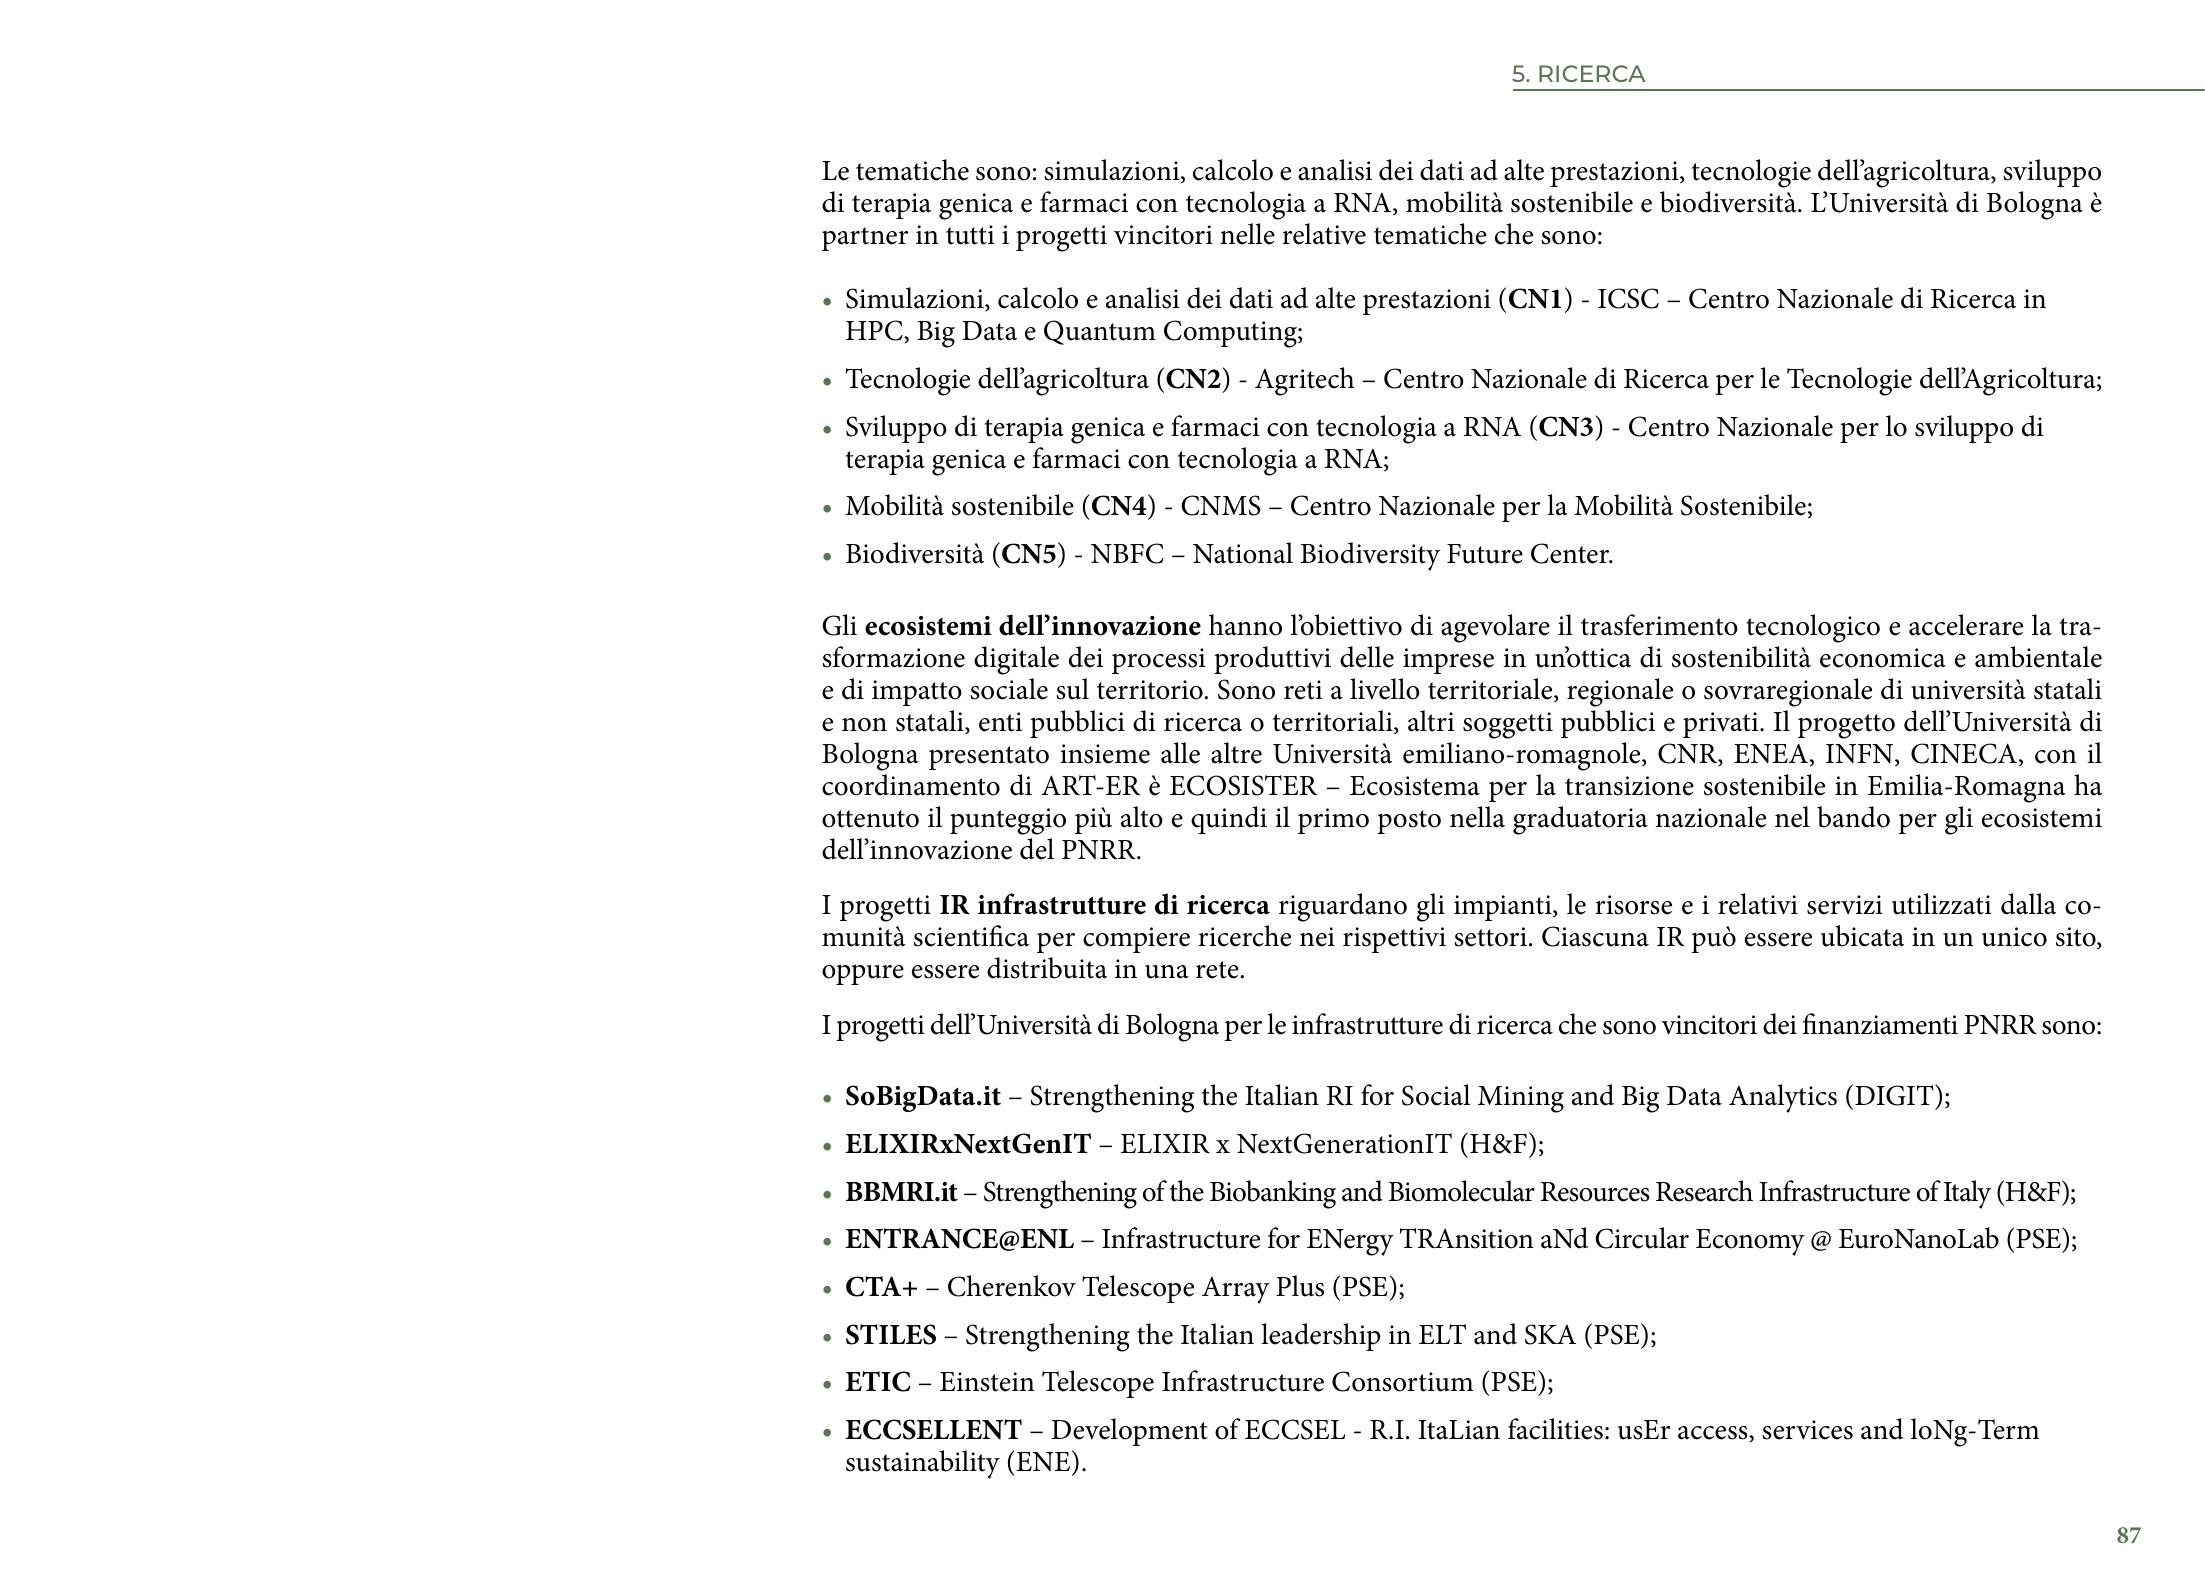 5. RICERCA
Le tematiche sono: simulazioni, calcolo e analisi dei dati ad alte prestazioni, tecnologie dell’agricoltura, sviluppo
di terapia genica e farmaci con tecnologia a RNA, mobilità sostenibile e biodiversità. L’Università di Bologna è
partner in tutti i progetti vincitori nelle relative tematiche che sono:
• Simulazioni, calcolo e analisi dei dati ad alte prestazioni (CN1) - ICSC – Centro Nazionale di Ricerca in
HPC, Big Data e Quantum Computing;
• Tecnologie dell’agricoltura (CN2) - Agritech – Centro Nazionale di Ricerca per le Tecnologie dell’Agricoltura;
• Sviluppo di terapia genica e farmaci con tecnologia a RNA (CN3) - Centro Nazionale per lo sviluppo di
terapia genica e farmaci con tecnologia a RNA;
• Mobilità sostenibile (CN4) - CNMS – Centro Nazionale per la Mobilità Sostenibile;
• Biodiversità (CN5) - NBFC – National Biodiversity Future Center.
Gli ecosistemi dell’innovazione hanno l’obiettivo di agevolare il trasferimento tecnologico e accelerare la tra-
sformazione digitale dei processi produttivi delle imprese in un’ottica di sostenibilità economica e ambientale
e di impatto sociale sul territorio. Sono reti a livello territoriale, regionale o sovraregionale di università statali
e non statali, enti pubblici di ricerca o territoriali, altri soggetti pubblici e privati. Il progetto dell’Università di
Bologna presentato insieme alle altre Università emiliano-romagnole, CNR, ENEA, INFN, CINECA, con il
coordinamento di ART-ER è ECOSISTER – Ecosistema per la transizione sostenibile in Emilia-Romagna ha
ottenuto il punteggio più alto e quindi il primo posto nella graduatoria nazionale nel bando per gli ecosistemi
dell’innovazione del PNRR.
I progetti IR infrastrutture di ricerca riguardano gli impianti, le risorse e i relativi servizi utilizzati dalla co-
munità scientifica per compiere ricerche nei rispettivi settori. Ciascuna IR può essere ubicata in un unico sito,
oppure essere distribuita in una rete.
I progetti dell’Università di Bologna per le infrastrutture di ricerca che sono vincitori dei finanziamenti PNRR sono:
• SoBigData.it – Strengthening the Italian RI for Social Mining and Big Data Analytics (DIGIT);
• ELIXIRxNextGenIT – ELIXIR x NextGenerationIT (H&F);
• BBMRI.it – Strengthening of the Biobanking and Biomolecular Resources Research Infrastructure of Italy (H&F);
• ENTRANCE@ENL – Infrastructure for ENergy TRAnsition aNd Circular Economy @ EuroNanoLab (PSE);
• CTA+ – Cherenkov Telescope Array Plus (PSE);
• STILES – Strengthening the Italian leadership in ELT and SKA (PSE);
• ETIC – Einstein Telescope Infrastructure Consortium (PSE);
• ECCSELLENT – Development of ECCSEL - R.I. ItaLian facilities: usEr access, services and loNg-Term
sustainability (ENE).
87